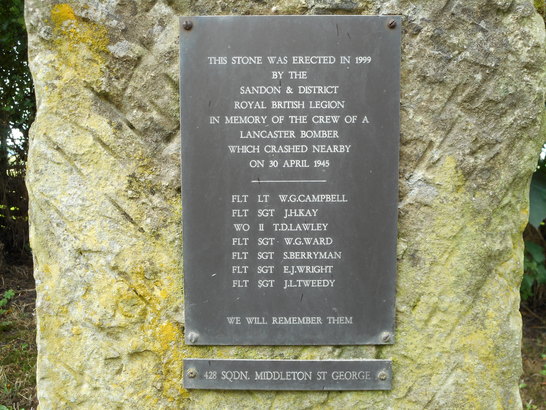 THIS STONE WAS ERECTED IN 1999
BY THE
SANDON & DISTRICT
ROYAL BRITISH LEGION
IN MEMORY OF THE CREW OF A
LANCASTER BOMBER
WHICH CRASHED NEARBY
ON 30 APRIL 1945
FLT LT W.G.CAMPBELL
FLT SGT J.H.KAY
WO II T.D.LAWLEY
FLT SGT W.G.WARD
FLT SGT S.BERRYMAN
FLT SGT E.J.WRIGHT
FLT SGT J.L.TWEEDY
WE WILL REMEMBER THEM
428 SQDN. MIDDLETON ST GEORGE